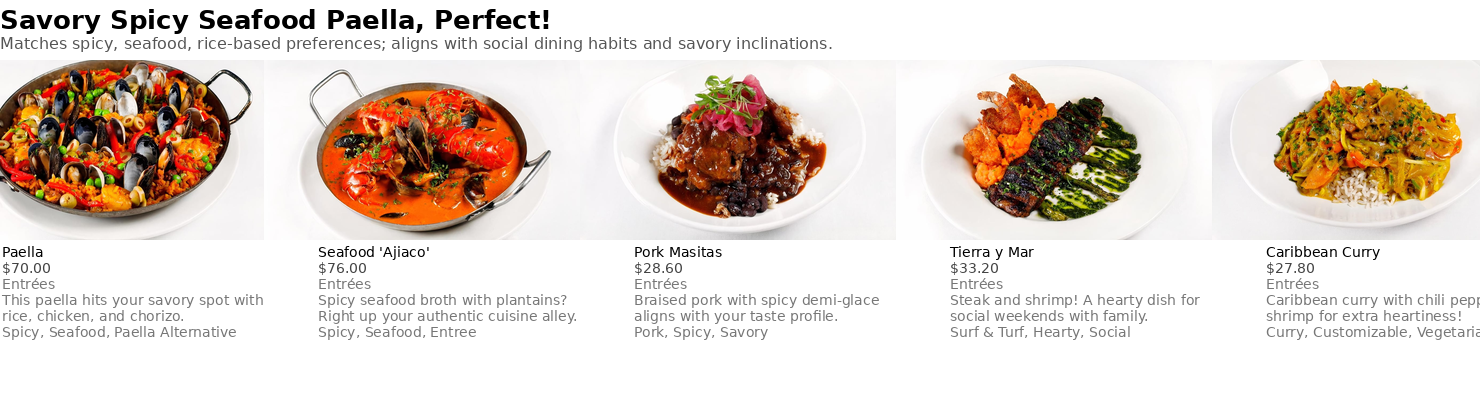 Savory Spicy Seafood Paella, Perfect!
Matches spicy, seafood, rice-based preferences; aligns with social dining habits and savory inclinations.
Paella
$70.00
Entrées
This paella hits your savory spot with
rice, chicken, and chorizo.
Spicy, Seafood, Paella Alternative
Seafood 'Ajiaco'
$76.00
Entrées
Spicy seafood broth with plantains?
Right up your authentic cuisine alley.
Spicy, Seafood, Entree
Pork Masitas
$28.60
Entrées
Braised pork with spicy demi-glace
aligns with your taste profile.
Pork, Spicy, Savory
Tierra y Mar
$33.20
Entrées
Steak and shrimp! A hearty dish for
social weekends with family.
Surf & Turf, Hearty, Social
Caribbean Curry
$27.80
Entrées
Caribbean curry with chili
shrimp for extra heartiness!
Curry, Customizable,